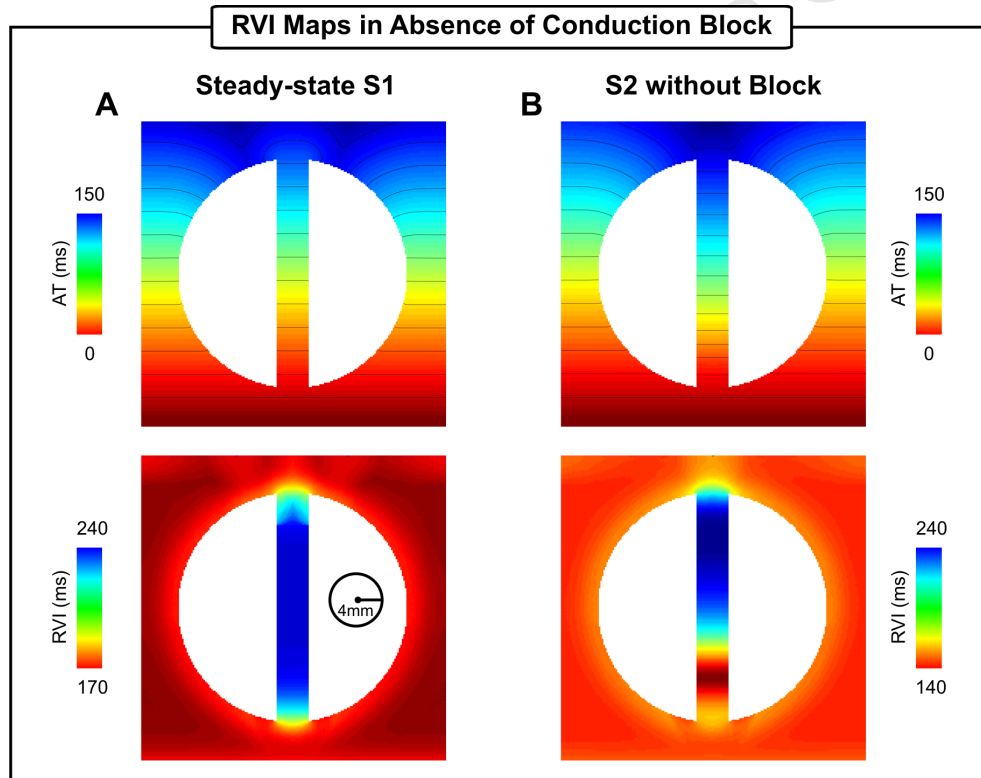 RVI Maps in Absence of Conduction Block
A
Steady-state S1
B
S2 without Block
150
AT (ms)
0
150
AT (ms)
0
240
RVI (ms)
170
4mm
240
RVI (ms)
140